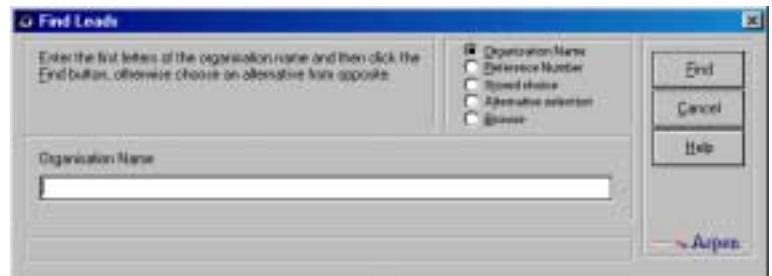 Find Leads
Enter the first letters of the organisation name and then click the
Find button, otherwise choose an alternative from opposite
Organization Name
Reference Number
Stored choice
Alternative selection
Browse
Find
Cancel
Help
Organisation Name
Aspen